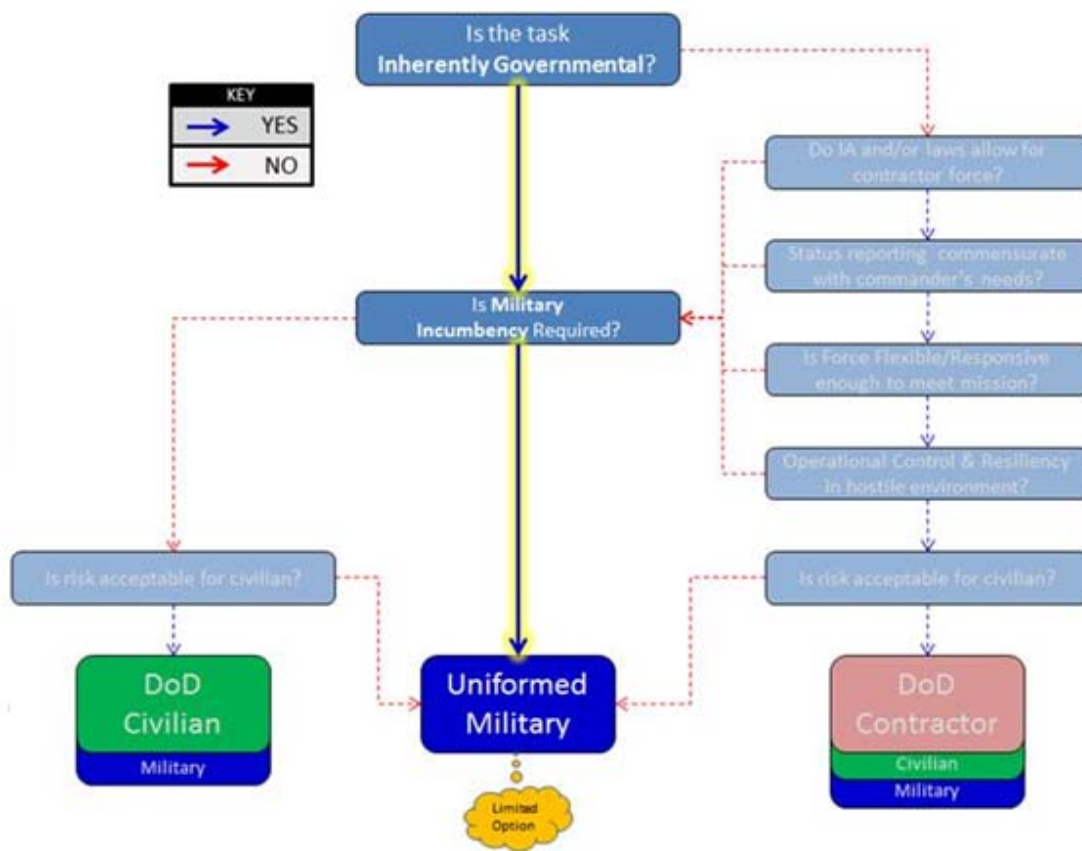 Is the task
Inherently Governmental?
KEY
YES
NO
Do IA and/or laws allow for
contractor force?
Status reporting commensurate
with commander's needs?
Is Military
Incumbency Required?
Is Force Flexible/Responsive
enough to meet mission?
Operational Control & Resiliency
in hostile environment?
Is risk acceptable for civilian?
Is risk acceptable for civilian?
DoD
Civilian
Military
Uniformed
Military
DoD
Contractor
Civilian
Military
Limited
Option